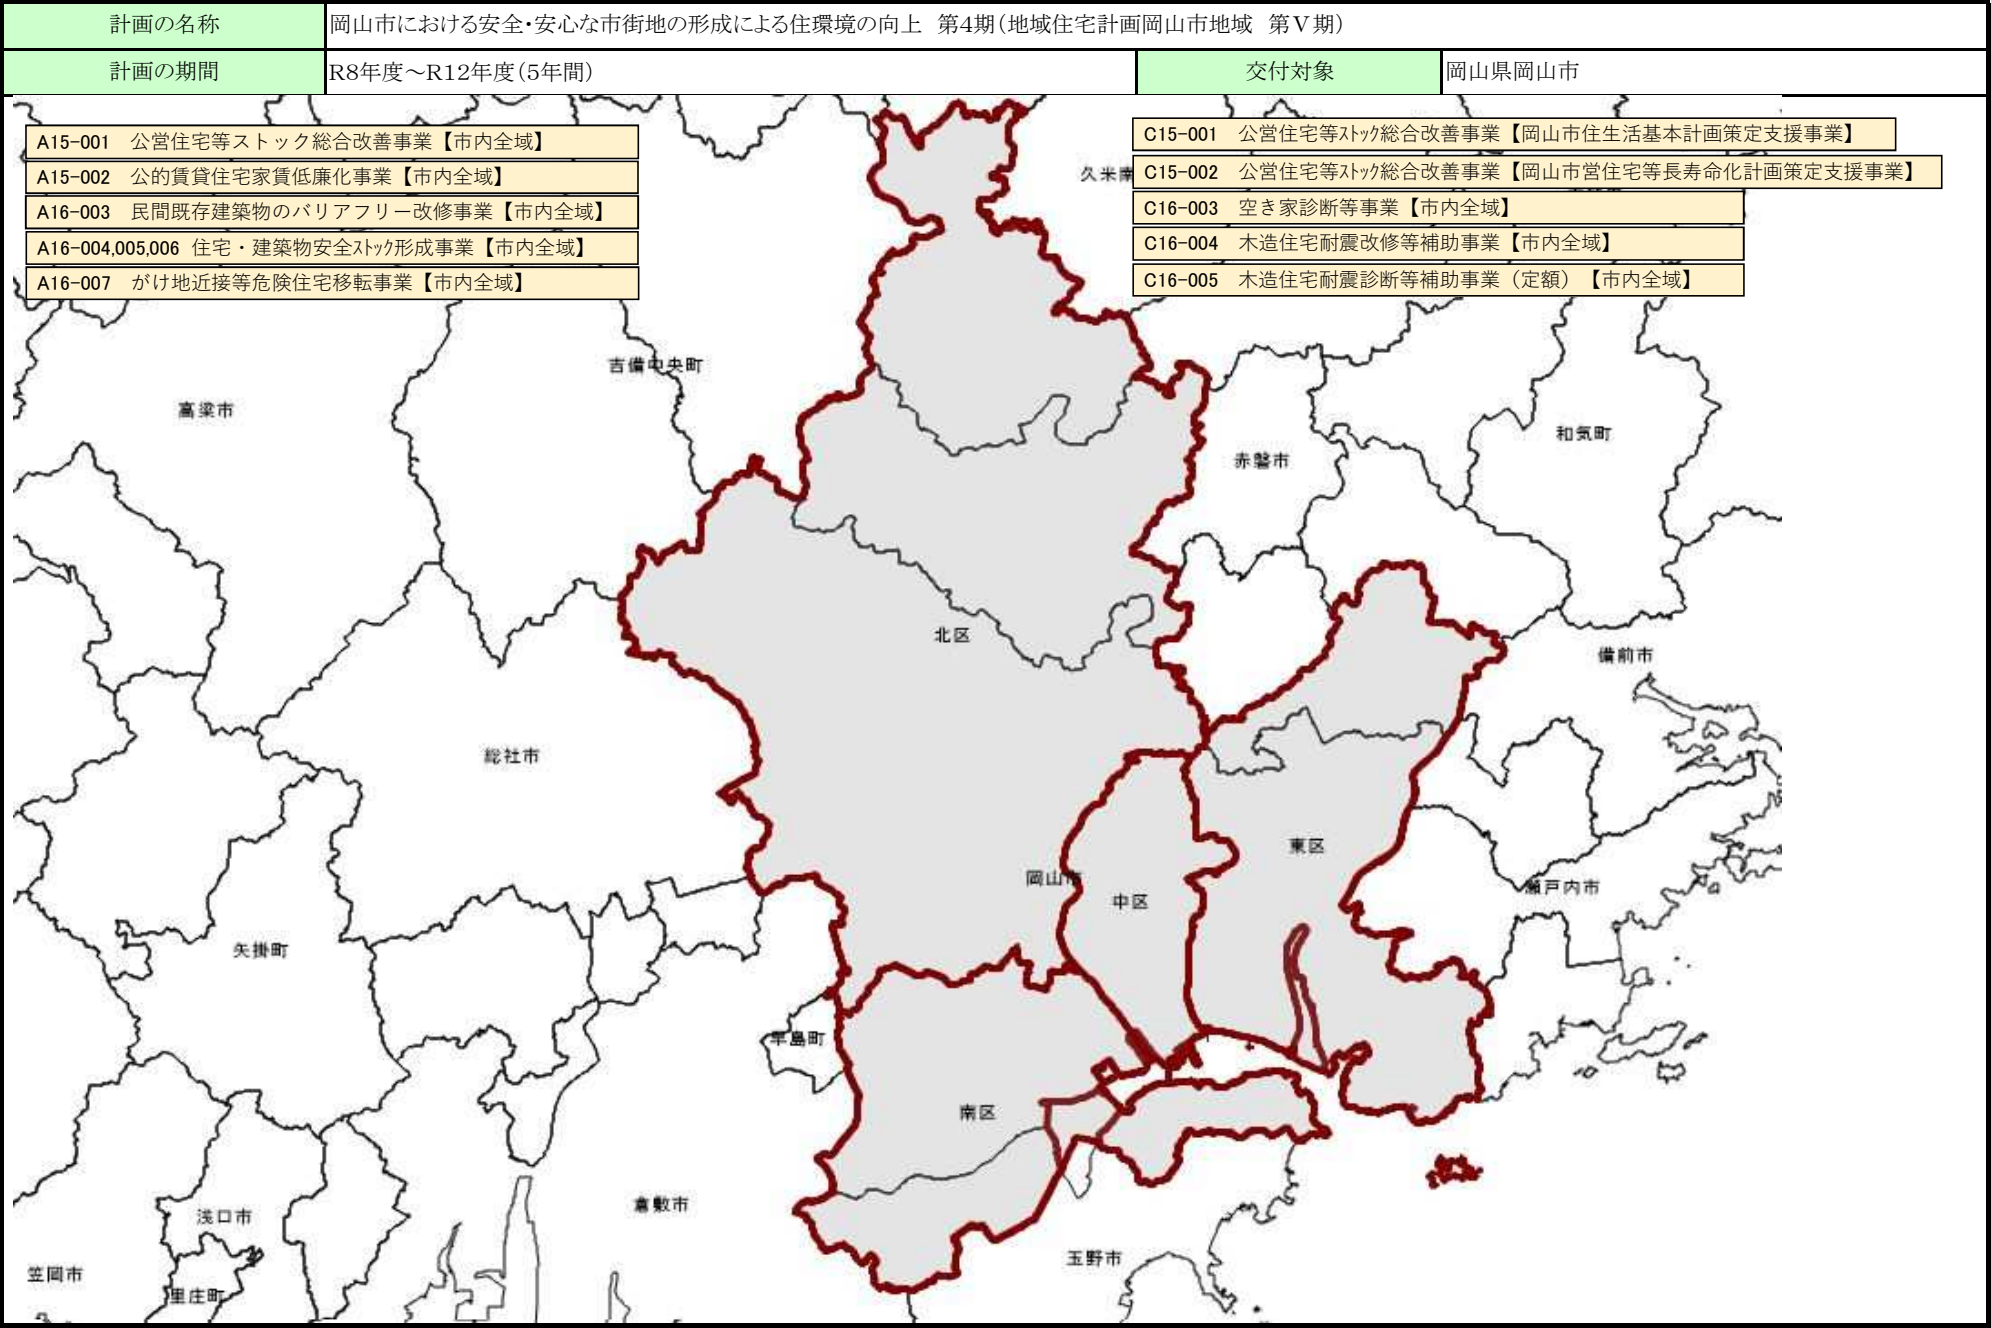 計画の名称
岡山市における安全・安心な市街地の形成による住環境の向上　第4期（地域住宅計画岡山市地域　第Ⅴ期）
計画の期間
R8年度～R12年度（5年間）
交付対象
岡山県岡山市
A15-001　公営住宅等ストック総合改善事業【市内全域】
A15-002　公的賃貸住宅家賃低廉化事業【市内全域】
A16-003　民間既存建築物のバリアフリー改修事業【市内全域】
A16-004,005,006 住宅・建築物安全ｽﾄｯｸ形成事業【市内全域】
A16-007　がけ地近接等危険住宅移転事業【市内全域】
C15-001　公営住宅等ｽﾄｯｸ総合改善事業【岡山市住生活基本計画策定支援事業】
C15-002　公営住宅等ｽﾄｯｸ総合改善事業【岡山市営住宅等長寿命化計画策定支援事業】
C16-003　空き家診断等事業【市内全域】
C16-004　木造住宅耐震改修等補助事業【市内全域】
C16-005　木造住宅耐震診断等補助事業（定額）【市内全域】
久米南
吉備中央町
高梁市
和気町
赤磐市
北区
備前市
総社市
東区
岡山市
瀬戸内市
中区
矢掛町
早島町
南区
倉敷市
浅口市
玉野市
笠岡市
里庄町